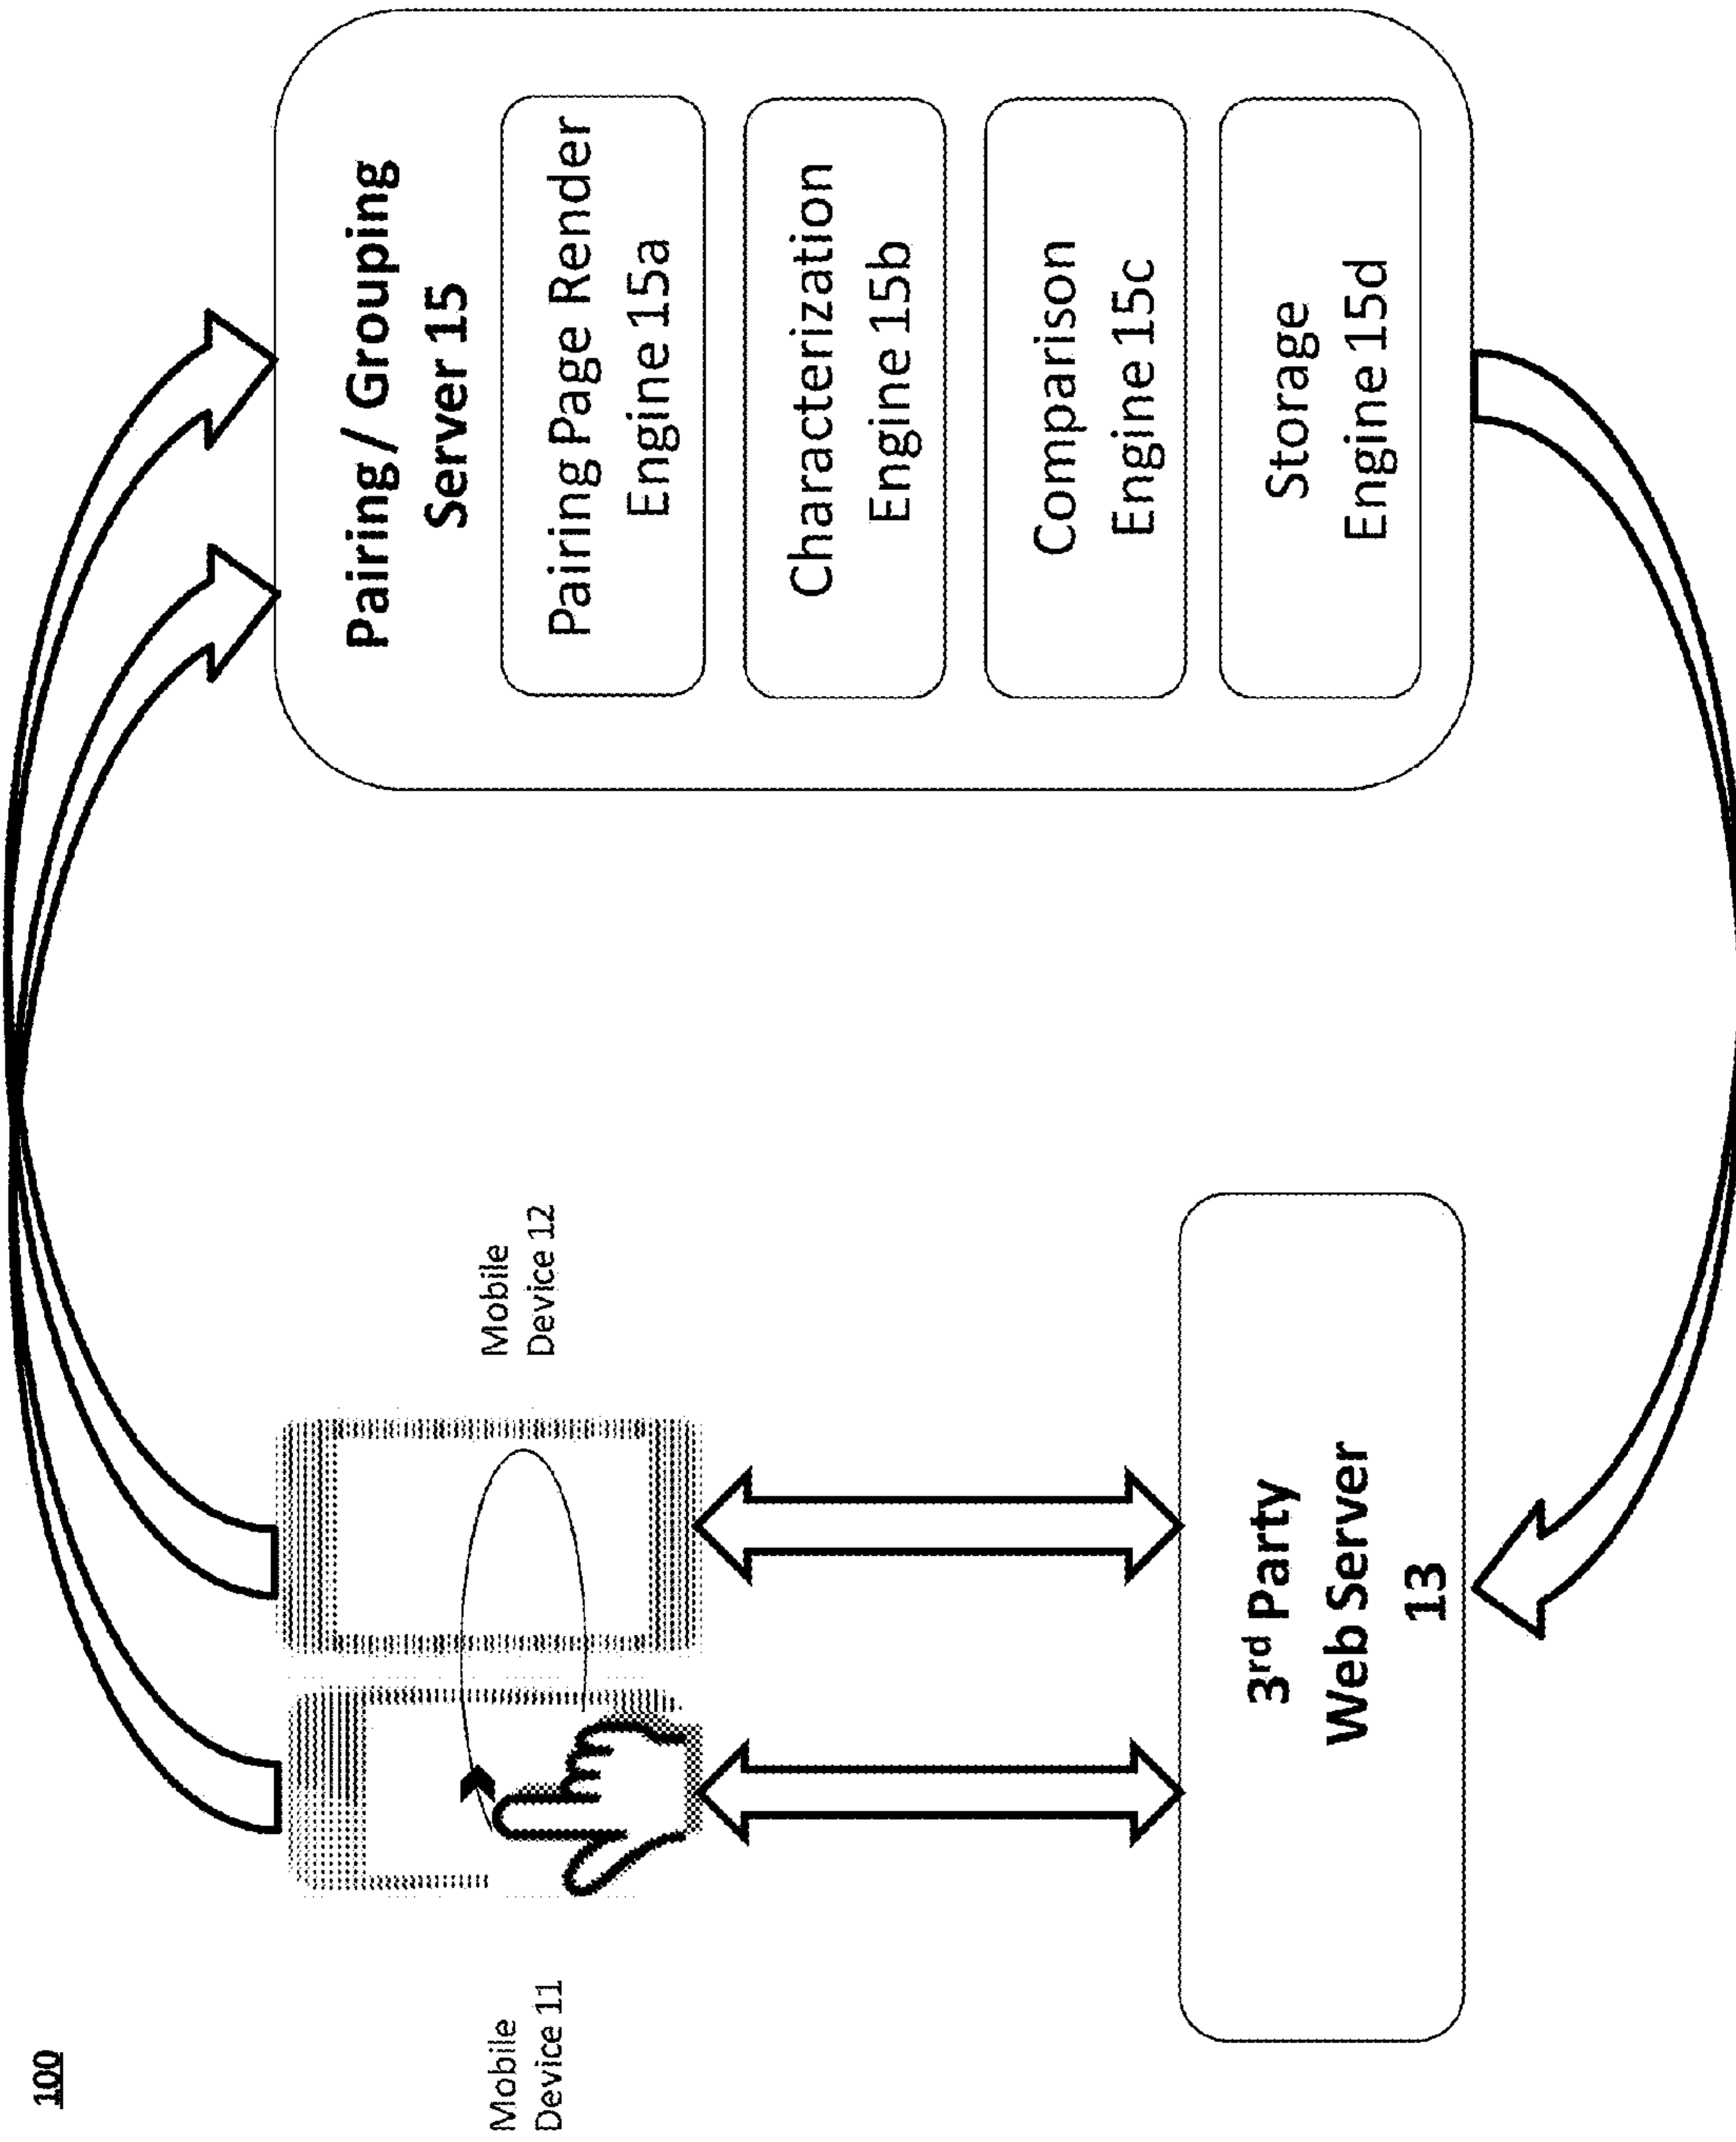 100
Mobile
Device 11
Mobile
Device 12
3rd Party
Web Server
13
Pairing / Grouping
Server 15
Pairing Page Render
Engine 15a
Characterization
Engine 15b
Comparison
Engine 15c
Storage
Engine 15d